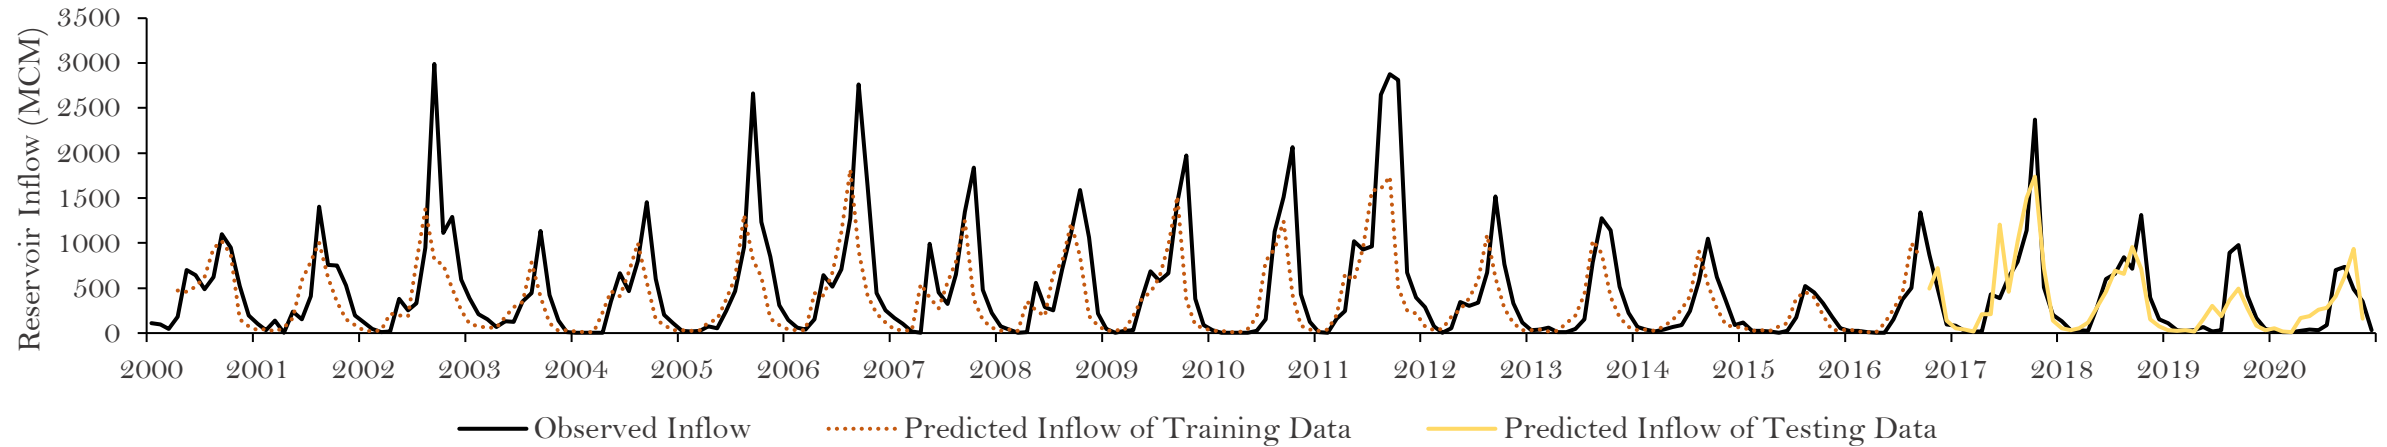 3500
3000
2500
2000
1500
1000
500
0
Reservoir Inflow (MCM)
2000 2001 2002 2003 2004 2005 2006 2007 2008 2009 2010 2011 2012 2013 2014 2015 2016 2017 2018 2019 2020
Observed Inflow Predicted Inflow of Training Data Predicted Inflow of Testing Data